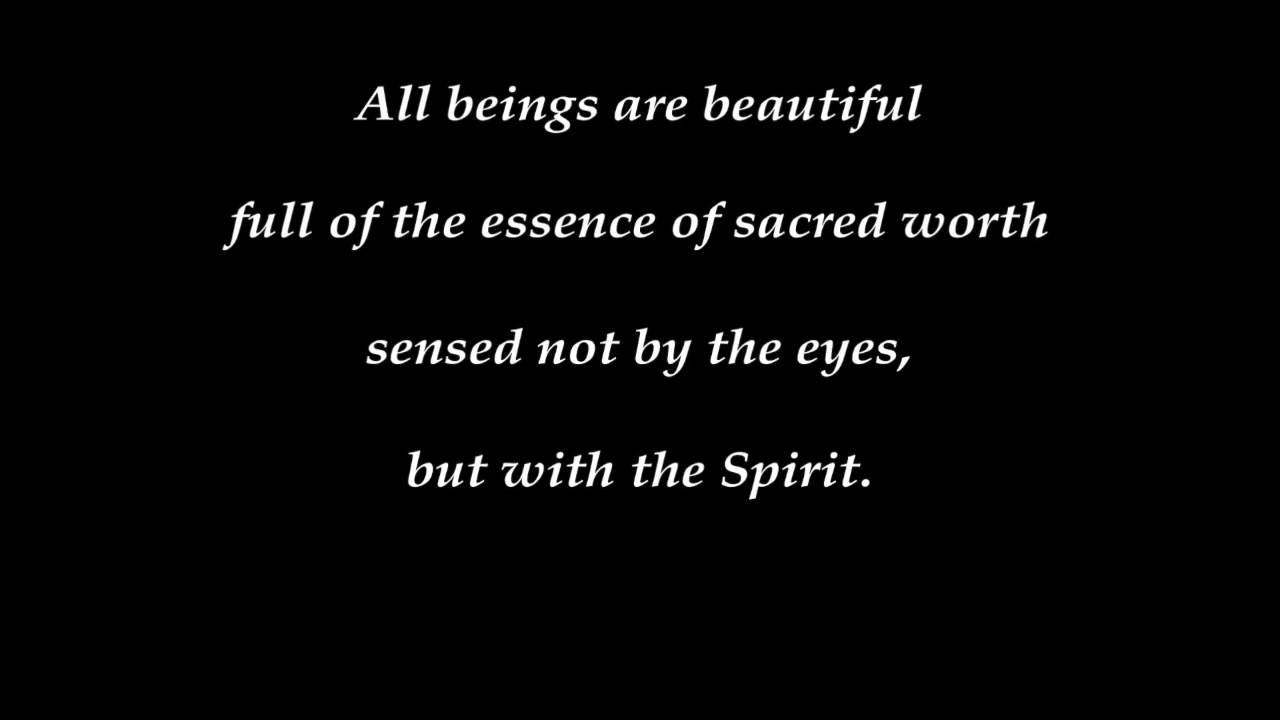 All beings are beautiful
full of the essence of sacred worth
sensed not by the eyes,
but with the Spirit.